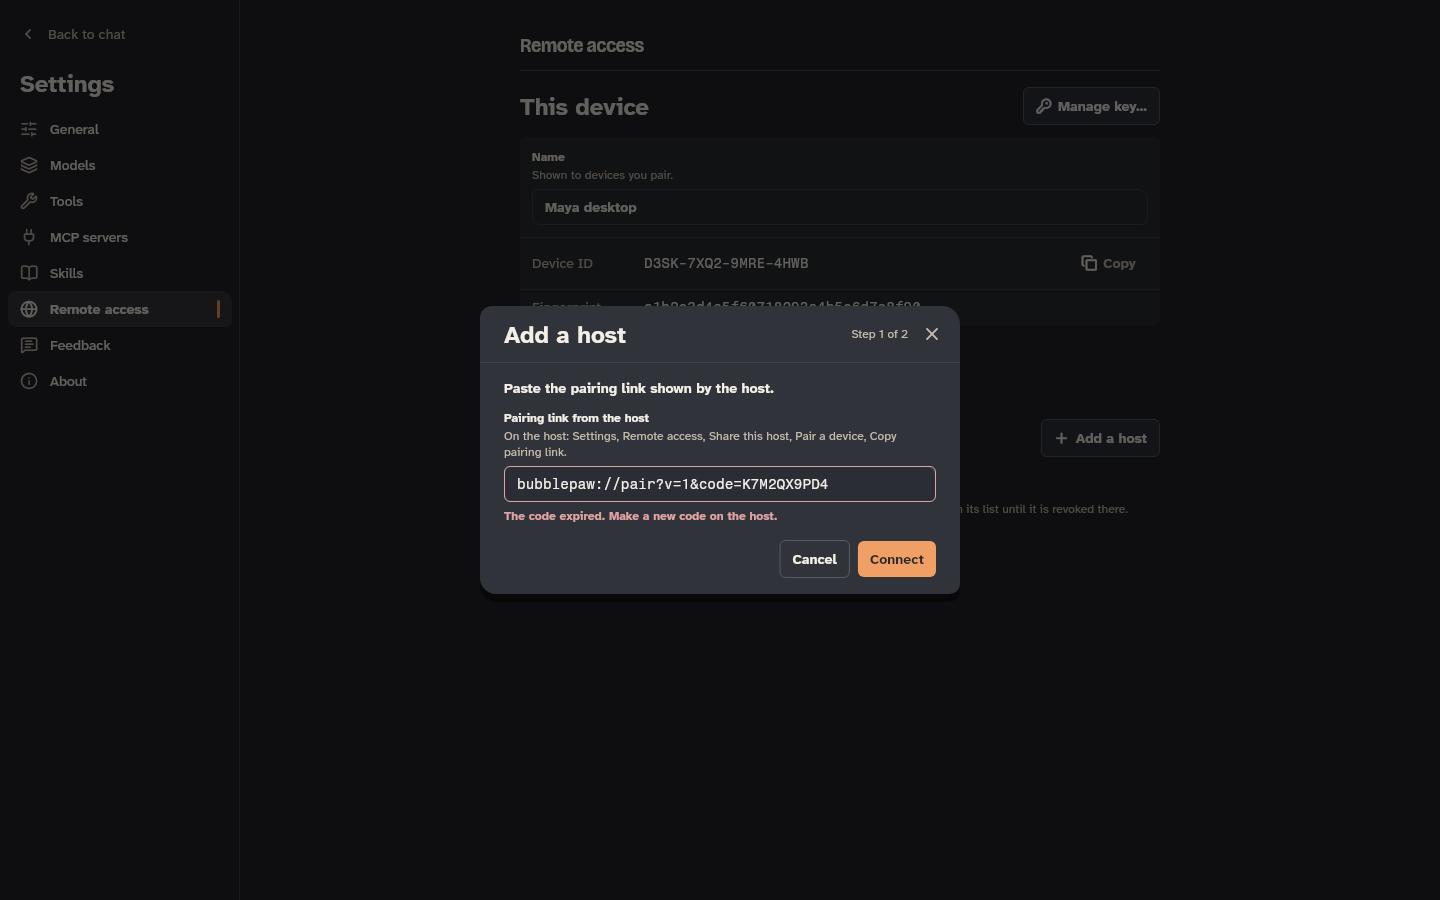 Back to chat
Settings
General
Models
Tools
MCP servers
Skills
Remote access
Feedback
About
Remote access
This device
Manage key...
Name
Shown to devices you pair.
Maya desktop
Device ID
D3SK-7XQ2-9MRE-4HWB
Copy
Add a host
Step 1 of 2
Paste the pairing link shown by the host.
Pairing link from the host
On the host: Settings, Remote access, Share this host, Pair a device, Copy
pairing link.
bubblepaw://pair?v=1&code=K7M2QX9PD4
The code expired. Make a new code on the host.
Cancel
Connect
Add a host
its list until it is revoked there.